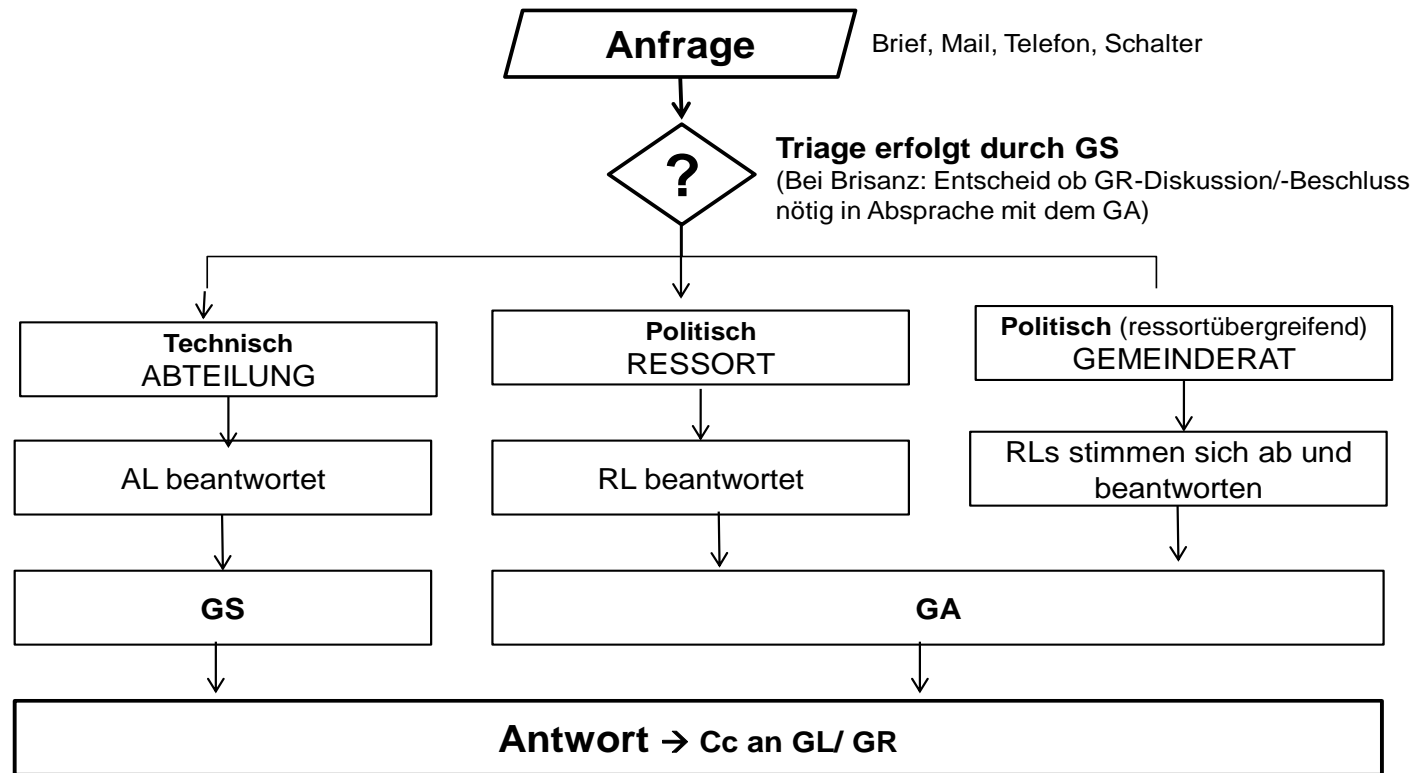 Anfrage
Brief, Mail, Telefon, Schalter
?
Triage erfolgt durch GS
(Bei Brisanz: Entscheid ob GR-Diskussion/-Beschluss
nötig in Absprache mit dem GA)
Technisch
ABTEILUNG
Politisch
RESSORT
Politisch (ressortübergreifend)
GEMEINDERAT
AL beantwortet
RL beantwortet
RLs stimmen sich ab und
beantworten
GS
GA
Antwort → Cc an GL/ GR